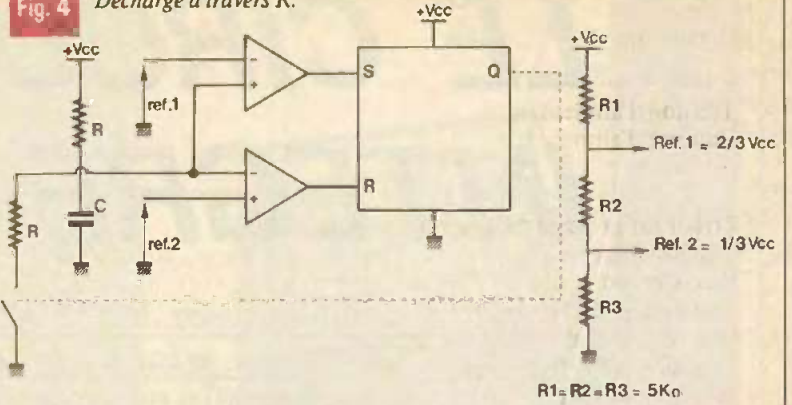 Fig. 4
Décharge à travers R.
+Vcc
R
C
R
ref.1
ref.2
-
+
-
+
+Vcc
S
Q
R
+Vcc
R1
Ref. 1 = 2/3 Vcc
R2
Ref. 2 = 1/3 Vcc
R3
R1=R2=R3 = 5KΩ